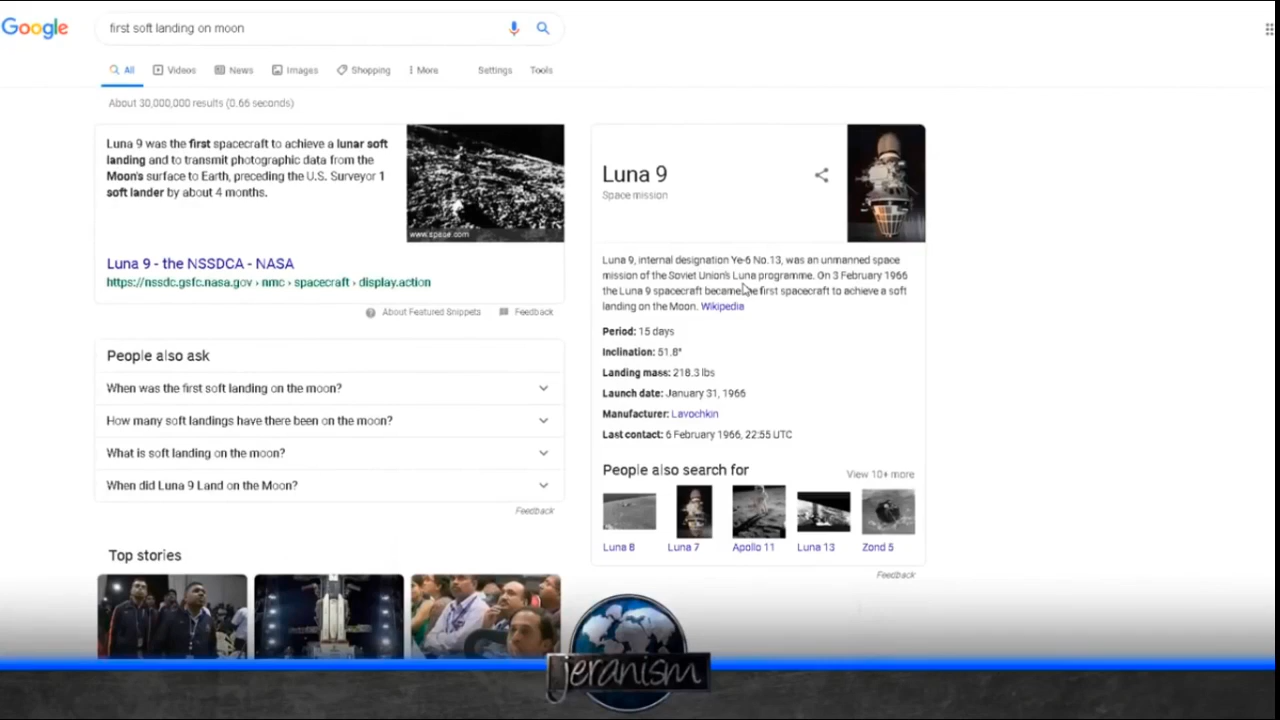 Google
first soft landing on moon
All
Videos
News
Images
Shopping
More
Settings
Tools
About 30,000,000 results (0.66 seconds)
Luna 9 was the first spacecraft to achieve a lunar soft
landing and to transmit photographic data from the
Moon's surface to Earth, preceding the U.S. Surveyor 1
soft lander by about 4 months.
www.space.com
Luna 9 - the NSSDCA - NASA
https://nssdc.gsfc.nasa.gov › nmc › spacecraft › display.action
About Featured Snippets
Feedback
People also ask
When was the first soft landing on the moon?
How many soft landings have there been on the moon?
What is soft landing on the moon?
When did Luna 9 Land on the Moon?
Feedback
Top stories
Luna 9
Space mission
Luna 9, internal designation Ye-6 No.13, was an unmanned space
mission of the Soviet Union's Luna programme. On 3 February 1966
the Luna 9 spacecraft became the first spacecraft to achieve a soft
landing on the Moon. Wikipedia
Period: 15 days
Inclination: 51.8°
Landing mass: 218.3 lbs
Launch date: January 31, 1966
Manufacturer: Lavochkin
Last contact: 6 February 1966, 22:55 UTC
People also search for
View 10+ more
Luna 8
Luna 7
Apollo 11
Luna 13
Zond 5
Feedback
jeranism